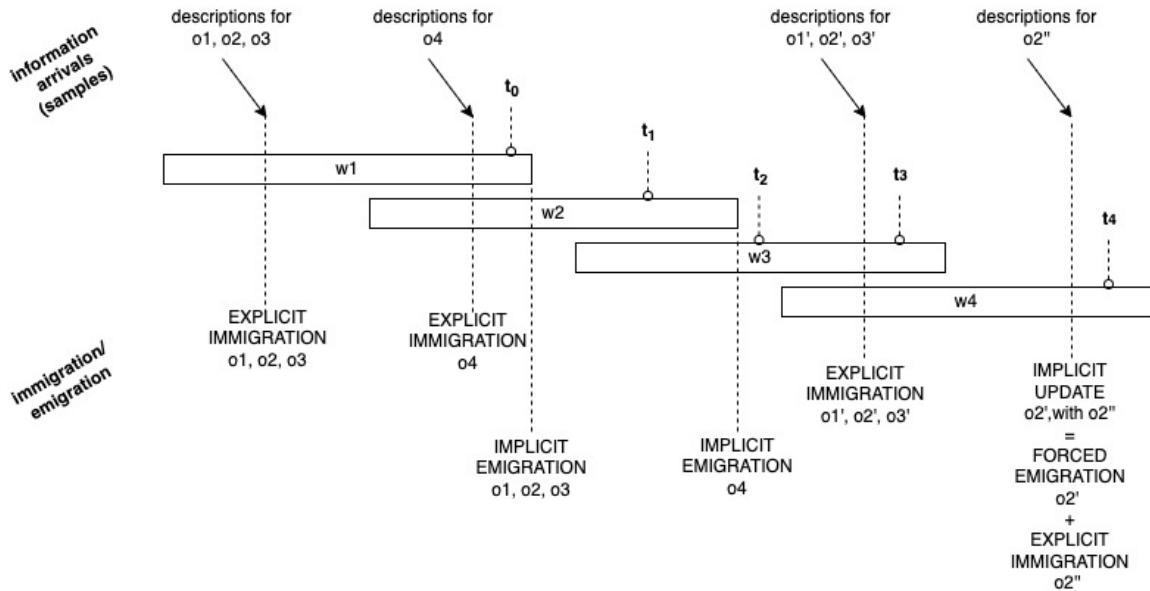 descriptions for
o1, o2, o3
descriptions for
o4
descriptions for
o1', o2', o3'
descriptions for
o2"
information
arrivals
(samples)
t0
t1
t2
t3
t4
w1
w2
w3
w4
immigration/
emigration
EXPLICIT
IMMIGRATION
o1, o2, o3
EXPLICIT
IMMIGRATION
o4
IMPLICIT
EMIGRATION
o1, o2, o3
IMPLICIT
EMIGRATION
o4
EXPLICIT
IMMIGRATION
o1', o2', o3'
IMPLICIT
UPDATE
o2',with o2"
=
FORCED
EMIGRATION
o2'
+
EXPLICIT
IMMIGRATION
o2"